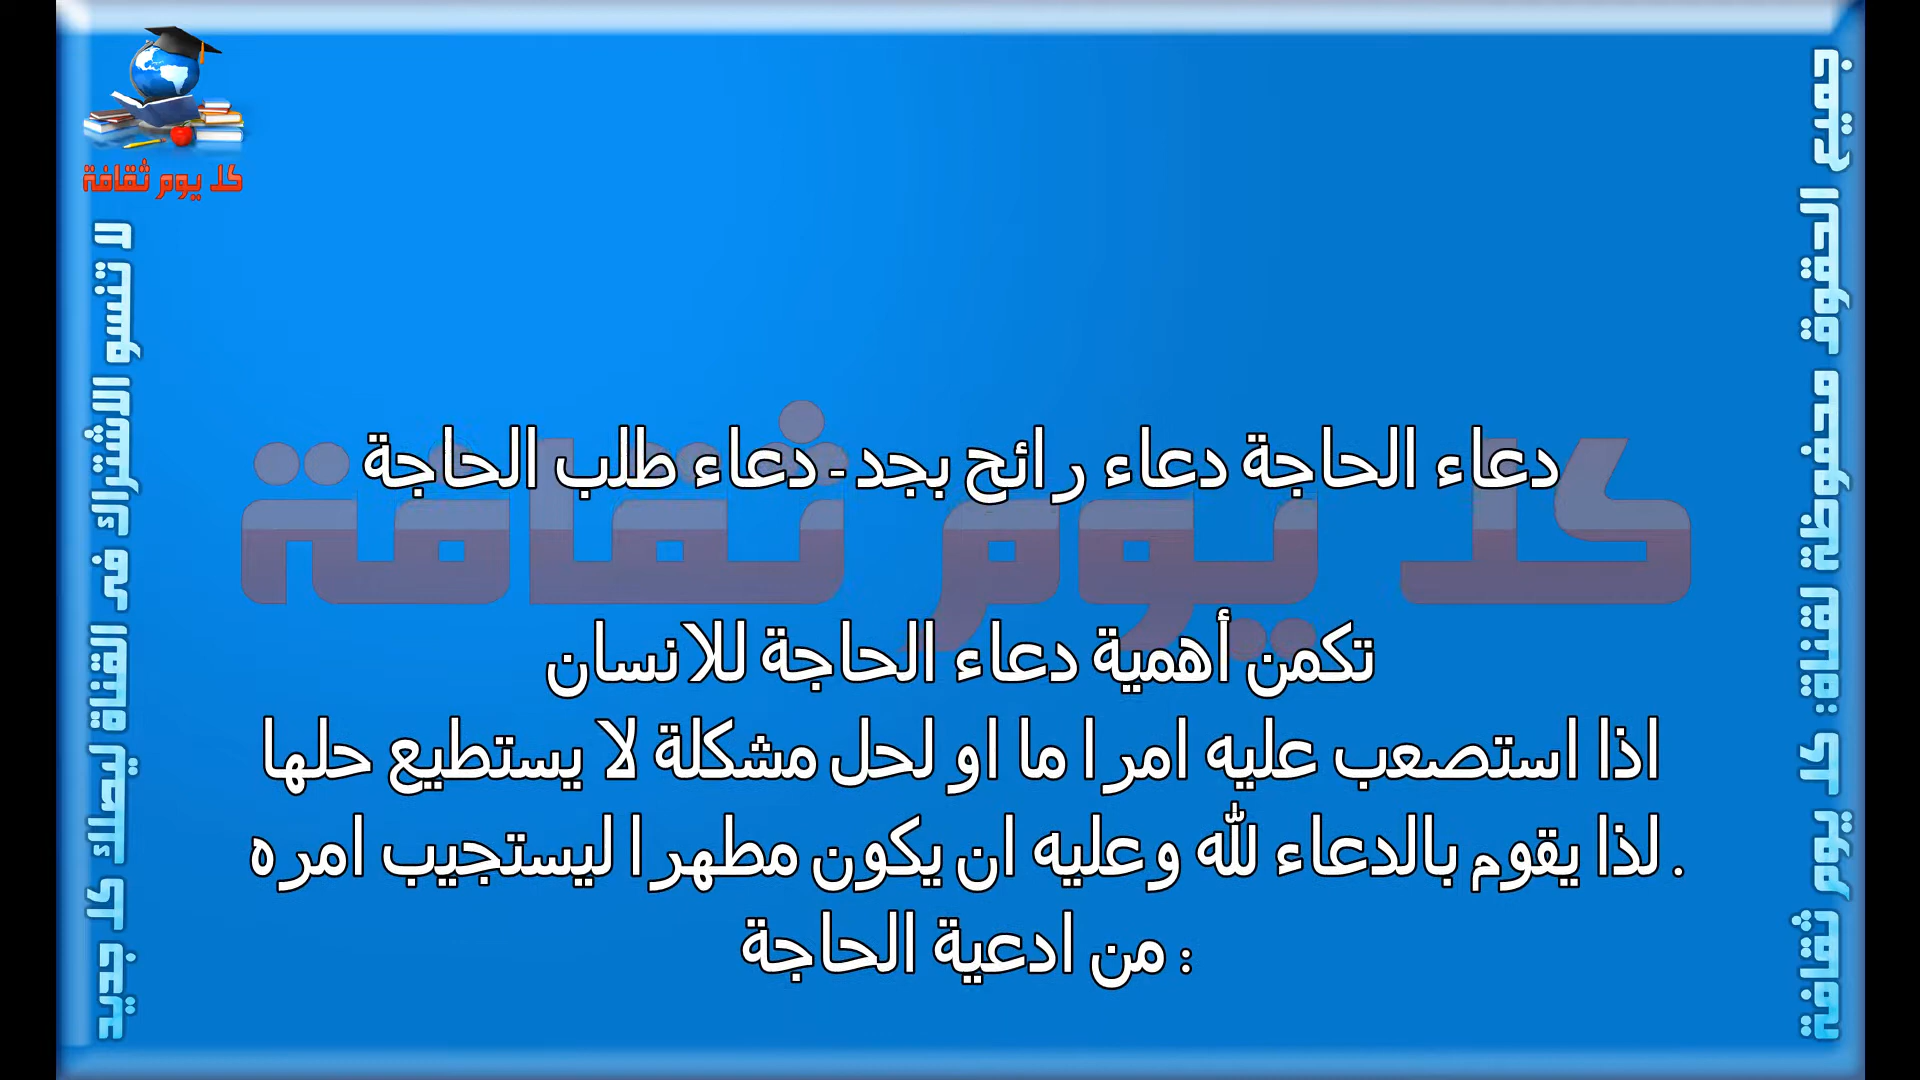 كل يوم ثقافة
دعاء الحاجة دعاء رائح بجد - دعاء طلب الحاجة
كل يوم ثقافة
تكمن أهمية دعاء الحاجة للانسان
اذا استصعب عليه امرا ما او لحل مشكلة لا يستطيع حلها
لذا يقوم بالدعاء لله وعليه ان يكون مطهرا ليستجيب امره .
من ادعية الحاجة :
جميع الحقوق محفوظة لقناة: كل يوم ثقافة
لا تنسو الاشتراك فى القناة ليصلك كل جديد